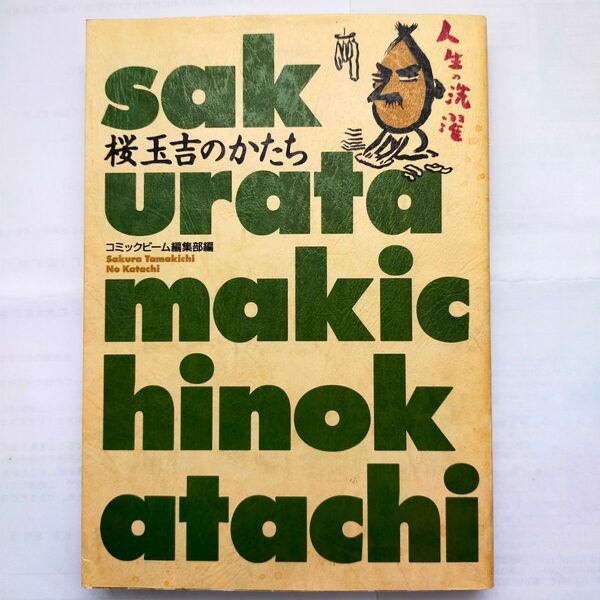 sak
人生の洗濯
桜玉吉のかたち
urata
コミックビーム編集部編
Sakura Tamakichi
No Katachi
makic
hinok
atachi